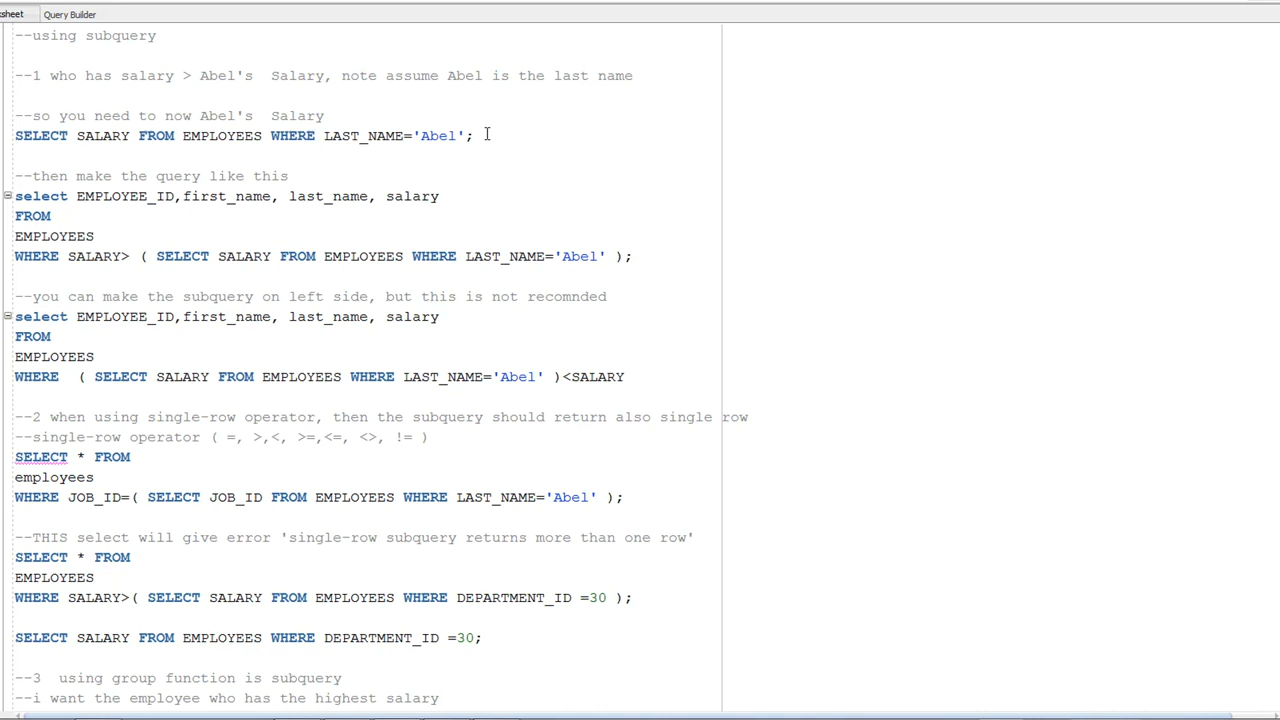 ksheet Query Builder
--using subquery
--1 who has salary > Abel's  Salary, note assume Abel is the last name
--so you need to now Abel's  Salary
SELECT SALARY FROM EMPLOYEES WHERE LAST_NAME='Abel';
--then make the query like this
select EMPLOYEE_ID,first_name, last_name, salary
FROM
EMPLOYEES
WHERE SALARY> ( SELECT SALARY FROM EMPLOYEES WHERE LAST_NAME='Abel' );
--you can make the subquery on left side, but this is not recomnded
select EMPLOYEE_ID,first_name, last_name, salary
FROM
EMPLOYEES
WHERE  ( SELECT SALARY FROM EMPLOYEES WHERE LAST_NAME='Abel' )<SALARY
--2 when using single-row operator, then the subquery should return also single row
--single-row operator ( =, >,<, >=,<=, <>, != )
SELECT * FROM
employees
WHERE JOB_ID=( SELECT JOB_ID FROM EMPLOYEES WHERE LAST_NAME='Abel' );
--THIS select will give error 'single-row subquery returns more than one row'
SELECT * FROM
EMPLOYEES
WHERE SALARY>( SELECT SALARY FROM EMPLOYEES WHERE DEPARTMENT_ID =30 );
SELECT SALARY FROM EMPLOYEES WHERE DEPARTMENT_ID =30;
--3  using group function is subquery
--i want the employee who has the highest salary